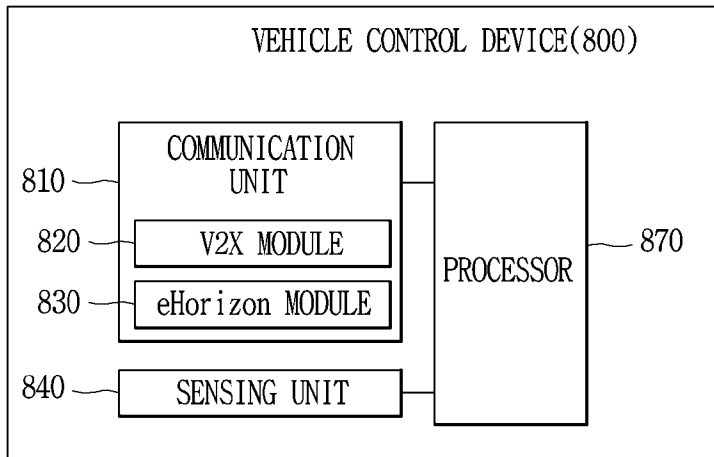 VEHICLE CONTROL DEVICE(800)
COMMUNICATION
UNIT
810
820
V2X MODULE
830
eHorizon MODULE
PROCESSOR
870
840
SENSING UNIT